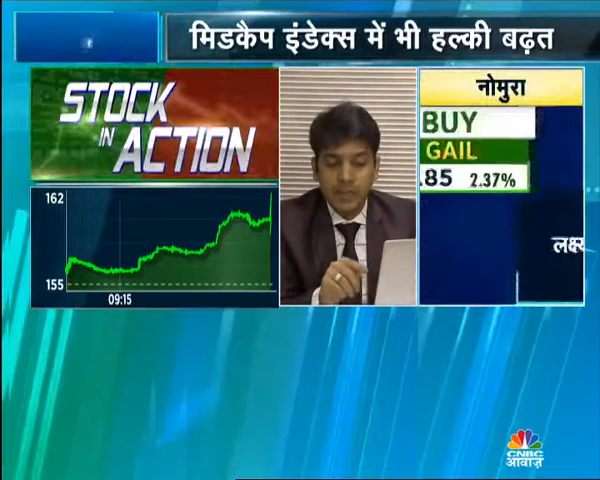 मिडकैप इंडेक्स में भी हल्की बढ़त
STOCK
IN
ACTION
162
155
09:15
नोमुरा
BUY
GAIL
.85 2.37%
CNBC
आवाज़